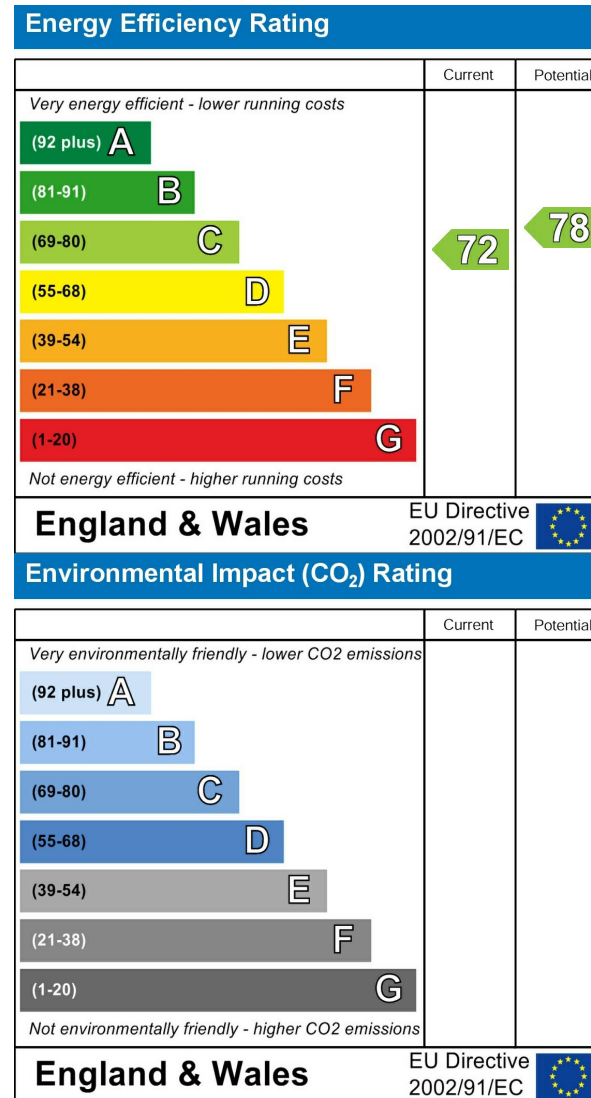 Energy Efficiency Rating
Current Potential
Very energy efficient - lower running costs
(92 plus) A
(81-91) B
(69-80) C
72 78
(55-68) D
(39-54) E
(21-38) F
(1-20) G
Not energy efficient - higher running costs
England & Wales
EU Directive
2002/91/EC
Environmental Impact (CO₂) Rating
Current Potential
Very environmentally friendly - lower CO2 emissions
(92 plus) A
(81-91) B
(69-80) C
(55-68) D
(39-54) E
(21-38) F
(1-20) G
Not environmentally friendly - higher CO2 emissions
England & Wales
EU Directive
2002/91/EC